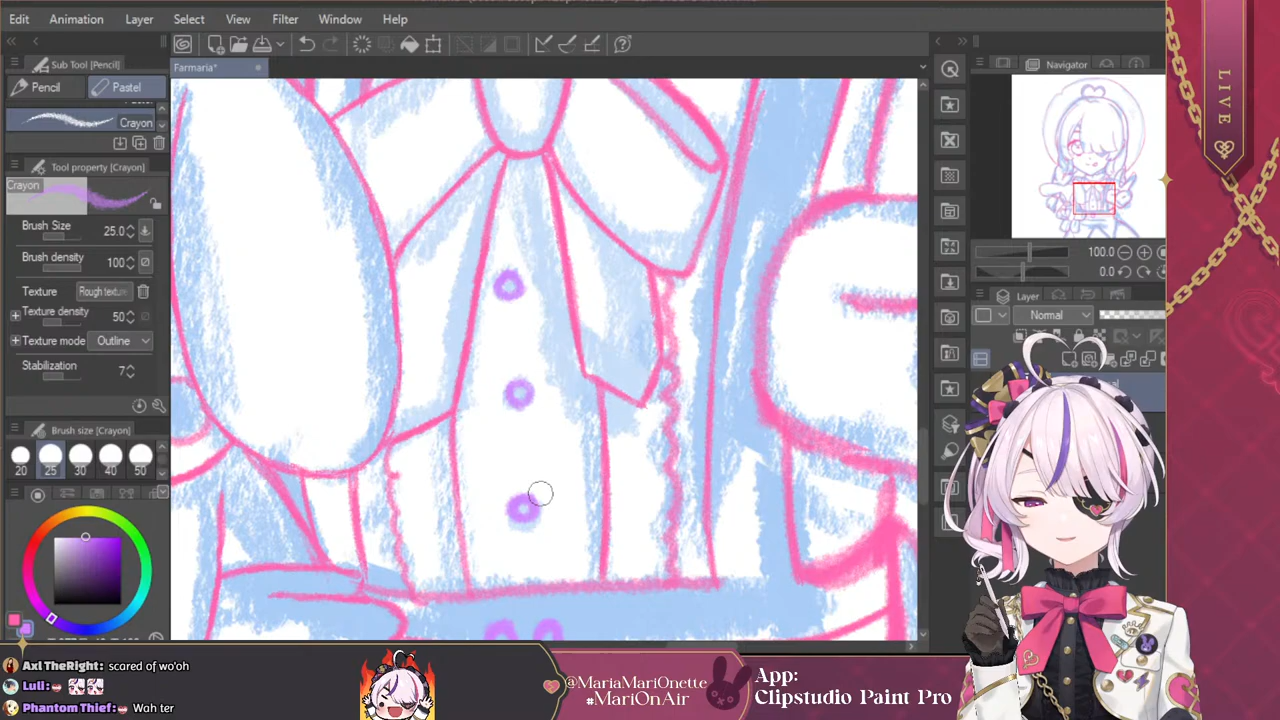 Edit Animation Layer Select View Filter Window Help
Sub Tool [Pencil]
Pencil Pastel
Crayon
Tool property [Crayon]
Crayon
Brush Size 25.0
Brush density 100
Texture Rough texture
Texture density 50
Texture mode Outline
Stabilization 7
Brush size [Crayon]
20 25 30 40 50
Farmaria*
Navigator
100.0
0.0
Layer
Normal
LIVE
AxlTheRight: scared of wo'oh
Luli:
Phantom Thief: Wah ter
@MariaMariOnette
#MariOnAir
App:
Clipstudio Paint Pro